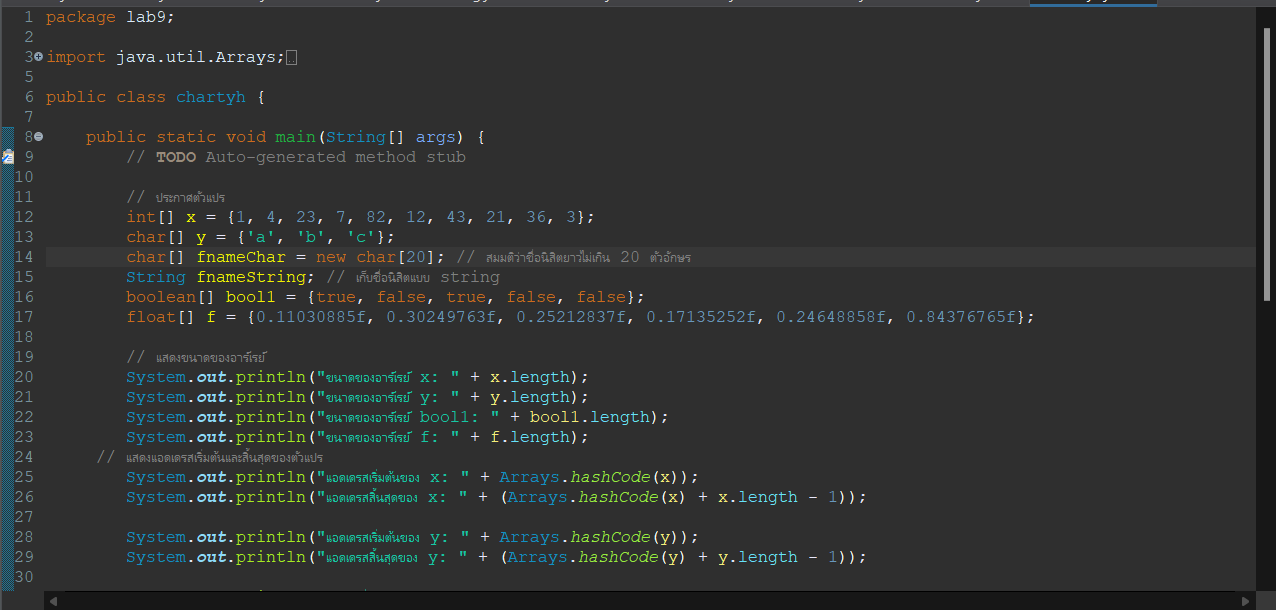 1 package lab9;
2
3 import java.util.Arrays;
5
6 public class chartyh {
7
8 public static void main(String[] args) {
9 // TODO Auto-generated method stub
10
11 // ประกาศตัวแปร
12 int[] x = {1, 4, 23, 7, 82, 12, 43, 21, 36, 3};
13 char[] y = {'a', 'b', 'c'};
14 char[] fnameChar = new char[20]; // สมมติว่าชื่อนิสิตยาวไม่เกิน 20 ตัวอักษร
15 String fnameString; // เก็บชื่อนิสิตแบบ string
16 boolean[] bool1 = {true, false, true, false, false};
17 float[] f = {0.11030885f, 0.30249763f, 0.25212837f, 0.17135252f, 0.24648858f, 0.84376765f};
18
19 // แสดงขนาดของอาร์เรย์
20 System.out.println("ขนาดของอาร์เรย์ x: " + x.length);
21 System.out.println("ขนาดของอาร์เรย์ y: " + y.length);
22 System.out.println("ขนาดของอาร์เรย์ bool1: " + bool1.length);
23 System.out.println("ขนาดของอาร์เรย์ f: " + f.length);
24 // แสดงแอดเดรสเริ่มต้นและสิ้นสุดของตัวแปร
25 System.out.println("แอดเดรสเริ่มต้นของ x: " + Arrays.hashCode(x));
26 System.out.println("แอดเดรสสิ้นสุดของ x: " + (Arrays.hashCode(x) + x.length - 1));
27
28 System.out.println("แอดเดรสเริ่มต้นของ y: " + Arrays.hashCode(y));
29 System.out.println("แอดเดรสสิ้นสุดของ y: " + (Arrays.hashCode(y) + y.length - 1));
30